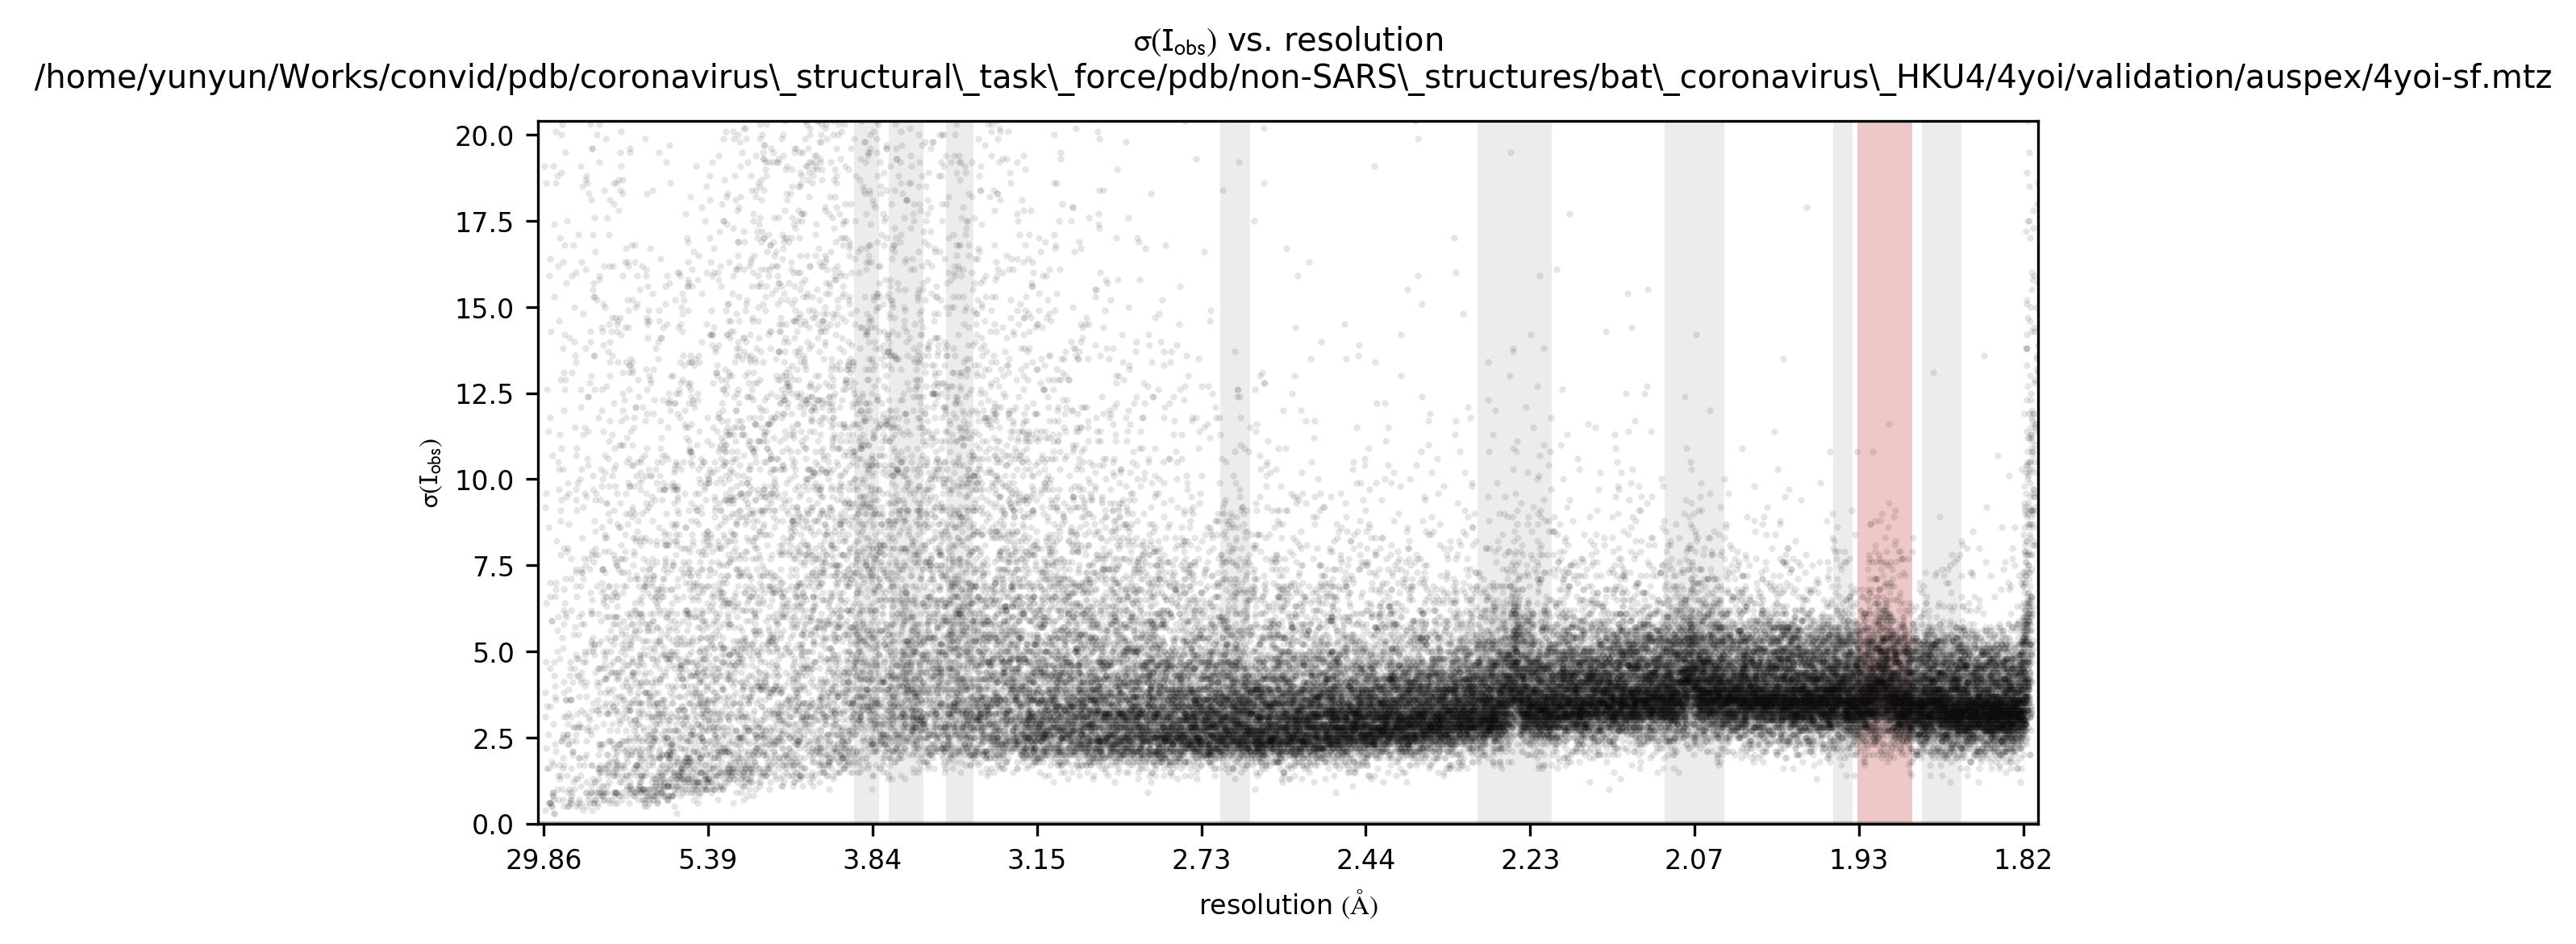 σ(I_obs) vs. resolution
/home/yunyun/Works/convid/pdb/coronavirus\_structural\_task\_force/pdb/non-SARS\_structures/bat\_coronavirus\_HKU4/4yoi/validation/auspex/4yoi-sf.mtz
20.0
17.5
15.0
12.5
10.0
7.5
5.0
2.5
0.0
σ(I_obs)
29.86 5.39 3.84 3.15 2.73 2.44 2.23 2.07 1.93 1.82
resolution (Å)